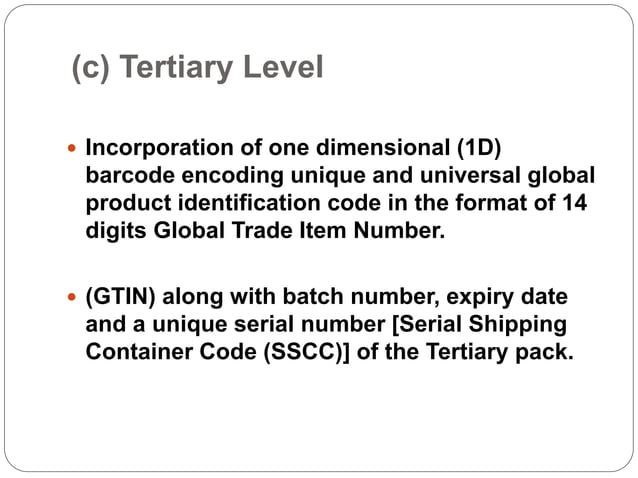 (c) Tertiary Level
• Incorporation of one dimensional (1D)
barcode encoding unique and universal global
product identification code in the format of 14
digits Global Trade Item Number.
• (GTIN) along with batch number, expiry date
and a unique serial number [Serial Shipping
Container Code (SSCC)] of the Tertiary pack.